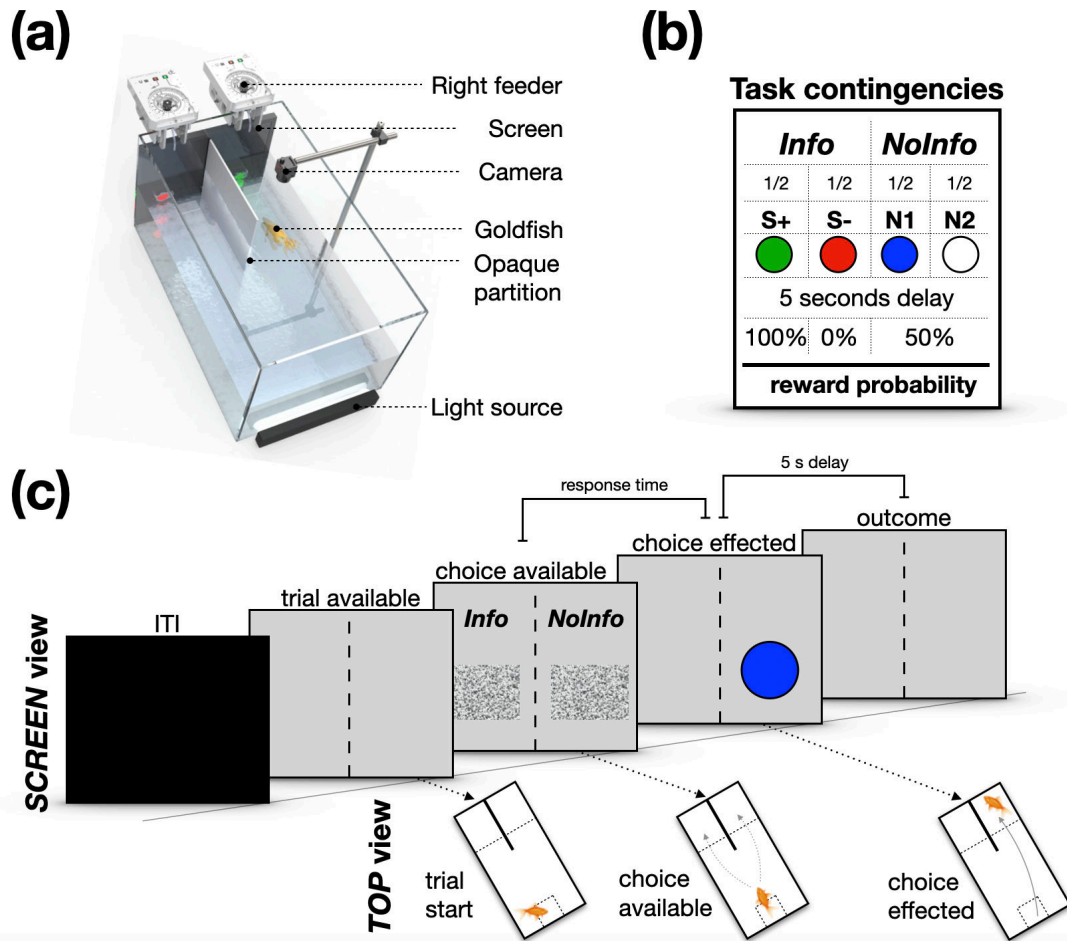 (a)
Right feeder
Screen
Camera
Goldfish
Opaque
partition
Light source
(b)
Task contingencies
Info NoInfo
1/2 1/2 1/2 1/2
S+ S- N1 N2
5 seconds delay
100% 0% 50%
reward probability
(c)
SCREEN view
ITI
trial available
choice available
Info NoInfo
response time
choice effected
5 s delay
outcome
TOP view
trial
start
choice
available
choice
effected